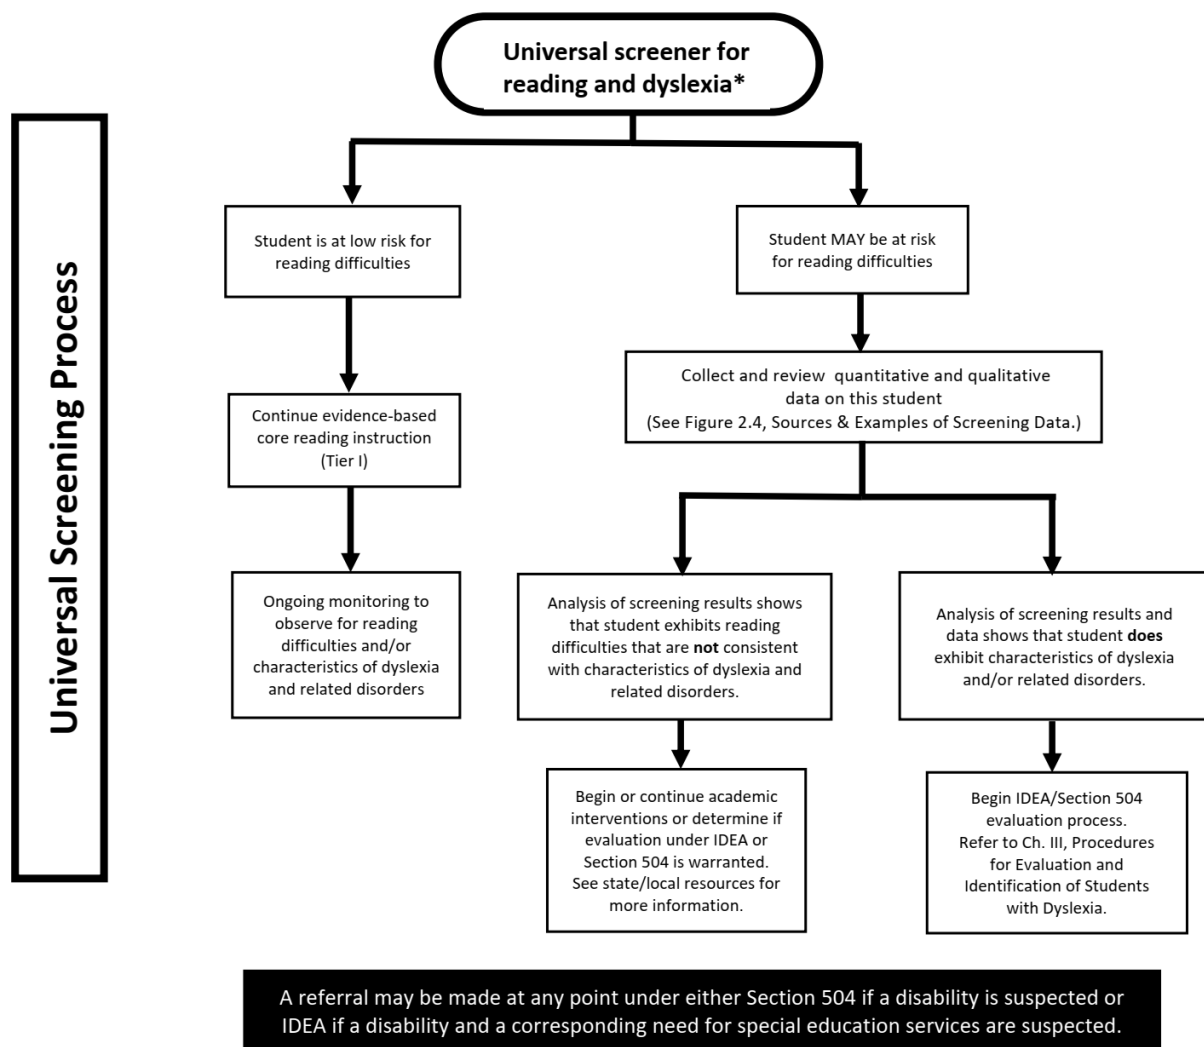 Universal screener for
reading and dyslexia*
Universal Screening Process
Student is at low risk for
reading difficulties
Student MAY be at risk
for reading difficulties
Collect and review quantitative and qualitative
data on this student
(See Figure 2.4, Sources & Examples of Screening Data.)
Continue evidence-based
core reading instruction
(Tier I)
Ongoing monitoring to
observe for reading
difficulties and/or
characteristics of dyslexia
and related disorders
Analysis of screening results shows
that student exhibits reading
difficulties that are not consistent
with characteristics of dyslexia and
related disorders.
Analysis of screening results and
data shows that student does
exhibit characteristics of dyslexia
and/or related disorders.
Begin or continue academic
interventions or determine if
evaluation under IDEA or
Section 504 is warranted.
See state/local resources for
more information.
Begin IDEA/Section 504
evaluation process.
Refer to Ch. III, Procedures
for Evaluation and
Identification of Students
with Dyslexia.
A referral may be made at any point under either Section 504 if a disability is suspected or
IDEA if a disability and a corresponding need for special education services are suspected.